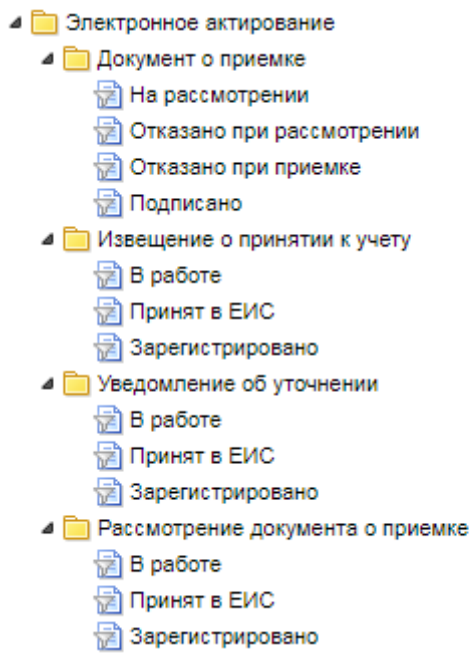 Электронное актирование
Документ о приемке
На рассмотрении
Отказано при рассмотрении
Отказано при приемке
Подписано
Извещение о принятии к учету
В работе
Принят в ЕИС
Зарегистрировано
Уведомление об уточнении
В работе
Принят в ЕИС
Зарегистрировано
Рассмотрение документа о приемке
В работе
Принят в ЕИС
Зарегистрировано